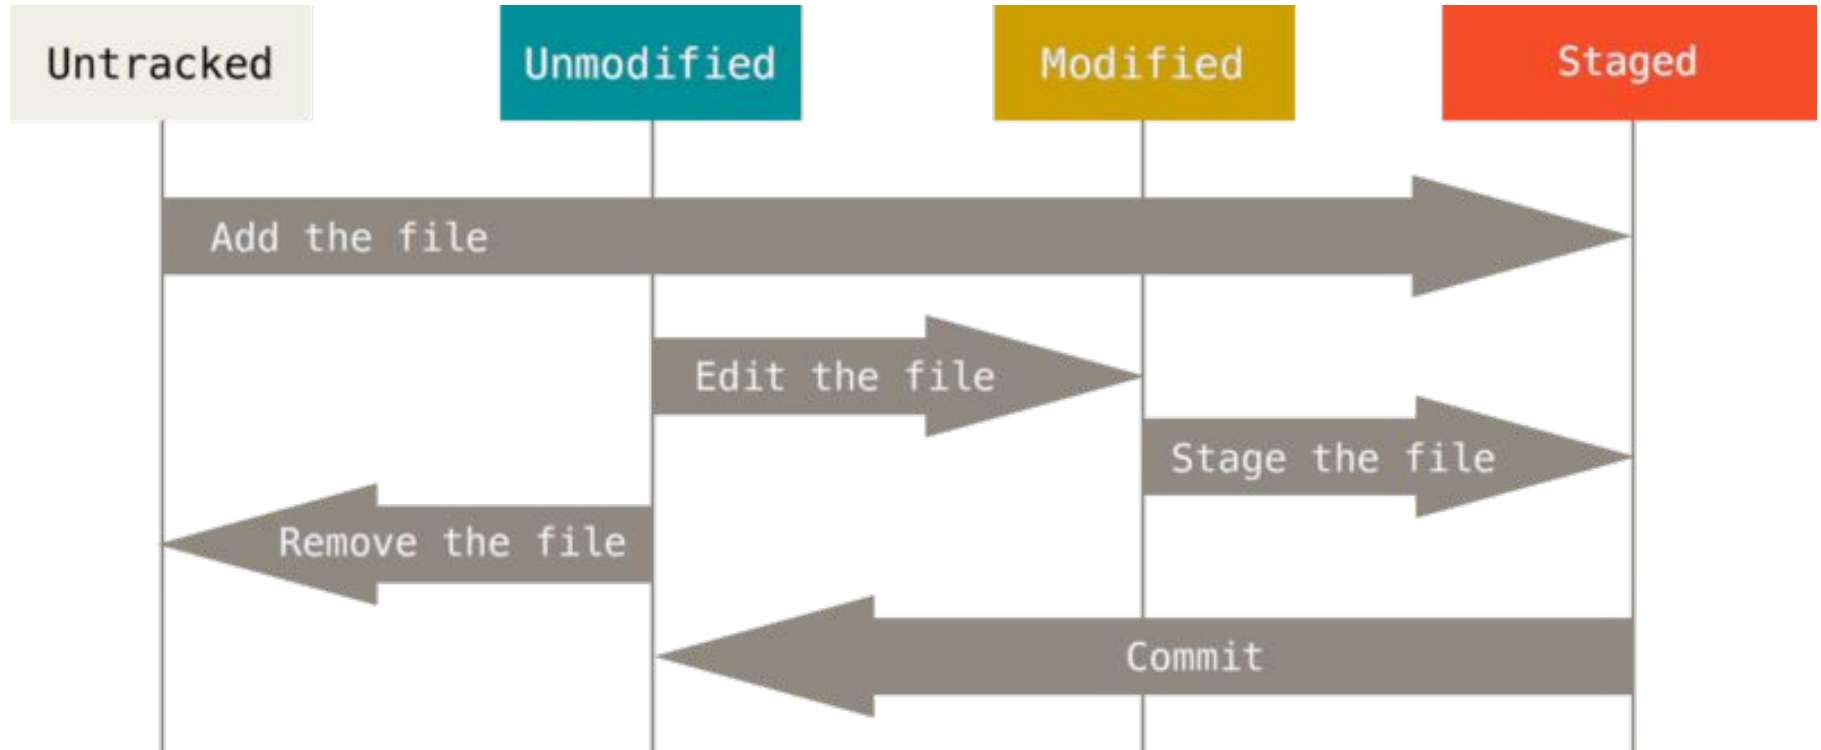 Untracked
Unmodified
Modified
Staged
Add the file
Edit the file
Stage the file
Remove the file
Commit